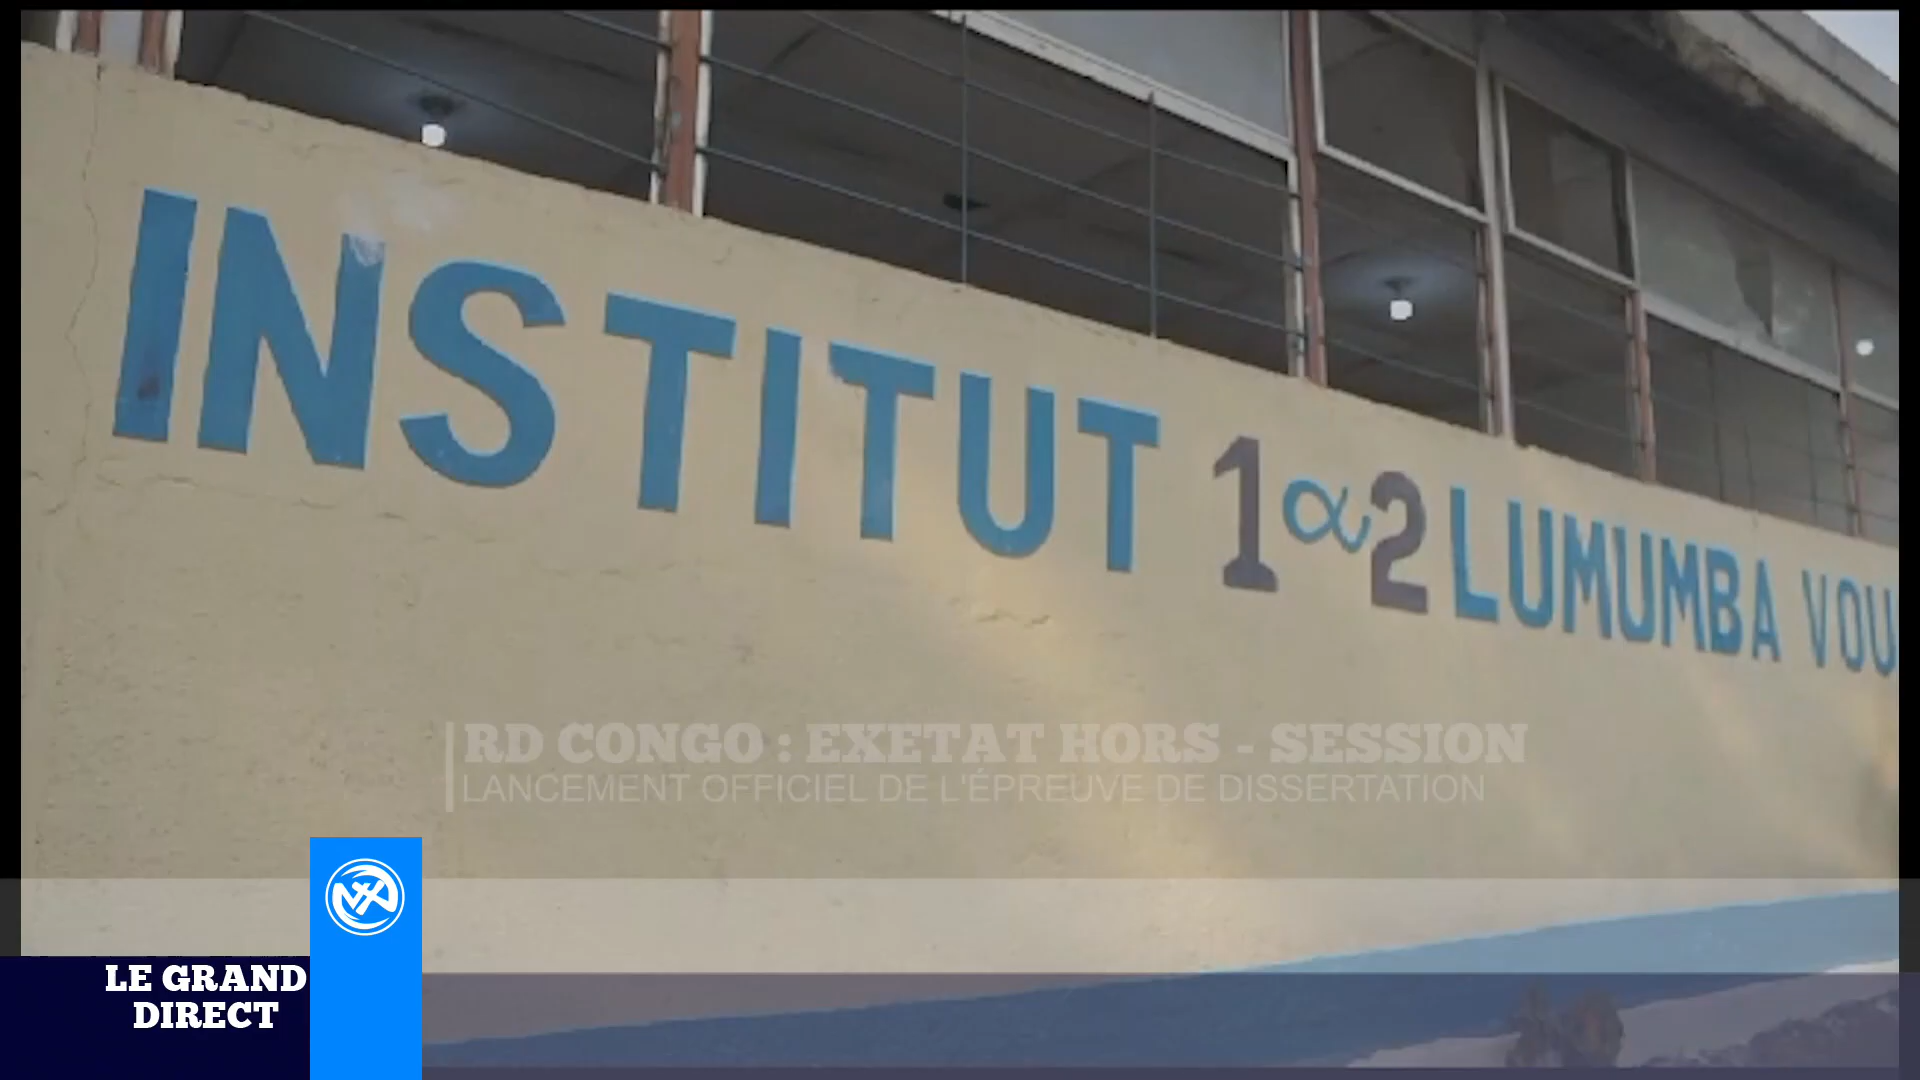 INSTITUT 1 & 2 LUMUMBA VOU
RD CONGO : EXETAT HORS - SESSION
LANCEMENT OFFICIEL DE L'ÉPREUVE DE DISSERTATION
LE GRAND
DIRECT